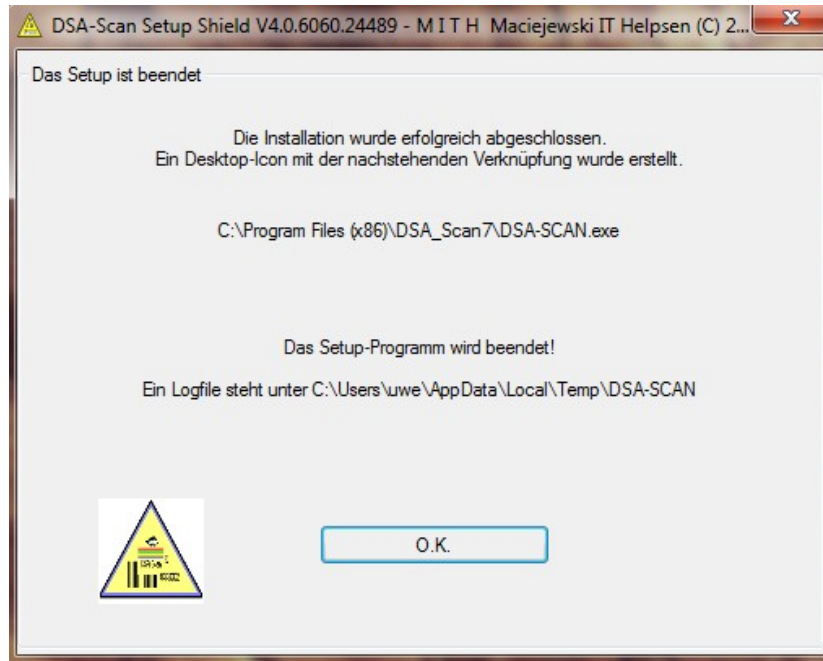 DSA-Scan Setup Shield V4.0.6060.24489 - M I T H Maciejewski IT Helpsen (C) 2...
Das Setup ist beendet
Die Installation wurde erfolgreich abgeschlossen.
Ein Desktop-Icon mit der nachstehenden Verknüpfung wurde erstellt.
C:\Program Files (x86)\DSA_Scan7\DSA-SCAN.exe
Das Setup-Programm wird beendet!
Ein Logfile steht unter C:\Users\uwe\AppData\Local\Temp\DSA-SCAN
O.K.